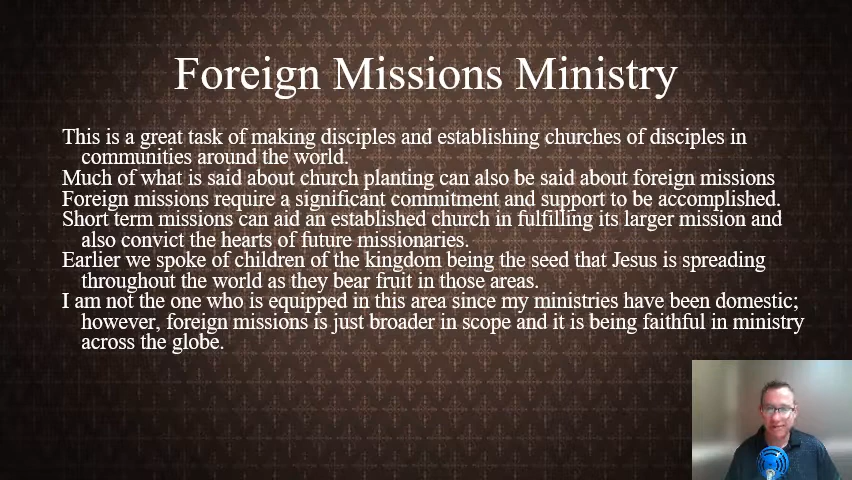 Foreign Missions Ministry
This is a great task of making disciples and establishing churches of disciples in
communities around the world.
Much of what is said about church planting can also be said about foreign missions
Foreign missions require a significant commitment and support to be accomplished.
Short term missions can aid an established church in fulfilling its larger mission and
also convict the hearts of future missionaries.
Earlier we spoke of children of the kingdom being the seed that Jesus is spreading
throughout the world as they bear fruit in those areas.
I am not the one who is equipped in this area since my ministries have been domestic;
however, foreign missions is just broader in scope and it is being faithful in ministry
across the globe.